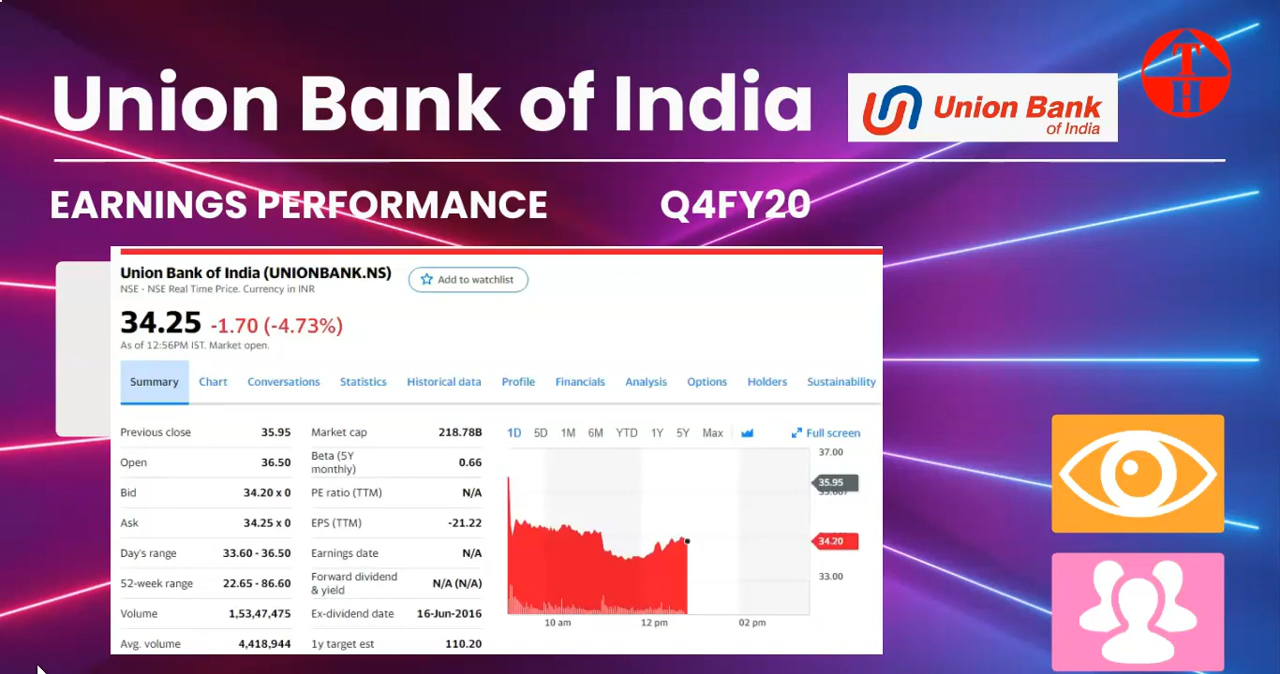 Union Bank of India
Union Bank
of India
T
H
EARNINGS PERFORMANCE Q4FY20
Union Bank of India (UNIONBANK.NS)
Add to watchlist
NSE - NSE Real Time Price. Currency in INR
34.25 -1.70 (-4.73%)
As of 12:56PM IST. Market open.
Summary Chart Conversations Statistics Historical data Profile Financials Analysis Options Holders Sustainability
Previous close 35.95
Open 36.50
Bid 34.20 x 0
Ask 34.25 x 0
Day's range 33.60 - 36.50
52-week range 22.65 - 86.60
Volume 1,53,47,475
Avg. volume 4,418,944
Market cap 218.78B
Beta (5Y
monthly) 0.66
PE ratio (TTM) N/A
EPS (TTM) -21.22
Earnings date N/A
Forward dividend
& yield N/A (N/A)
Ex-dividend date 16-Jun-2016
1y target est 110.20
1D 5D 1M 6M YTD 1Y 5Y Max Full screen
37.00
35.95
34.20
33.00
10 am 12 pm 02 pm